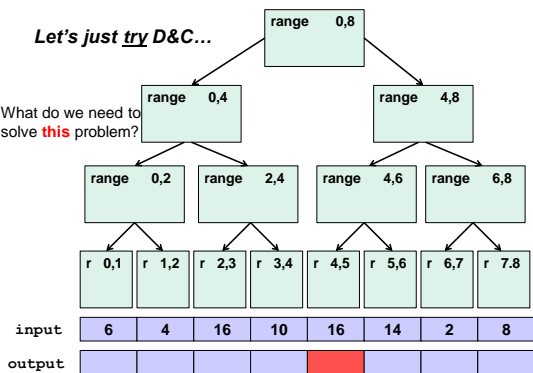 Let's just try D&C…
range 0,8
range 0,4
range 4,8
What do we need to
solve this problem?
range 0,2
range 2,4
range 4,6
range 6,8
r 0,1
r 1,2
r 2,3
r 3,4
r 4,5
r 5,6
r 6,7
r 7.8
input 6 4 16 10 16 14 2 8
output